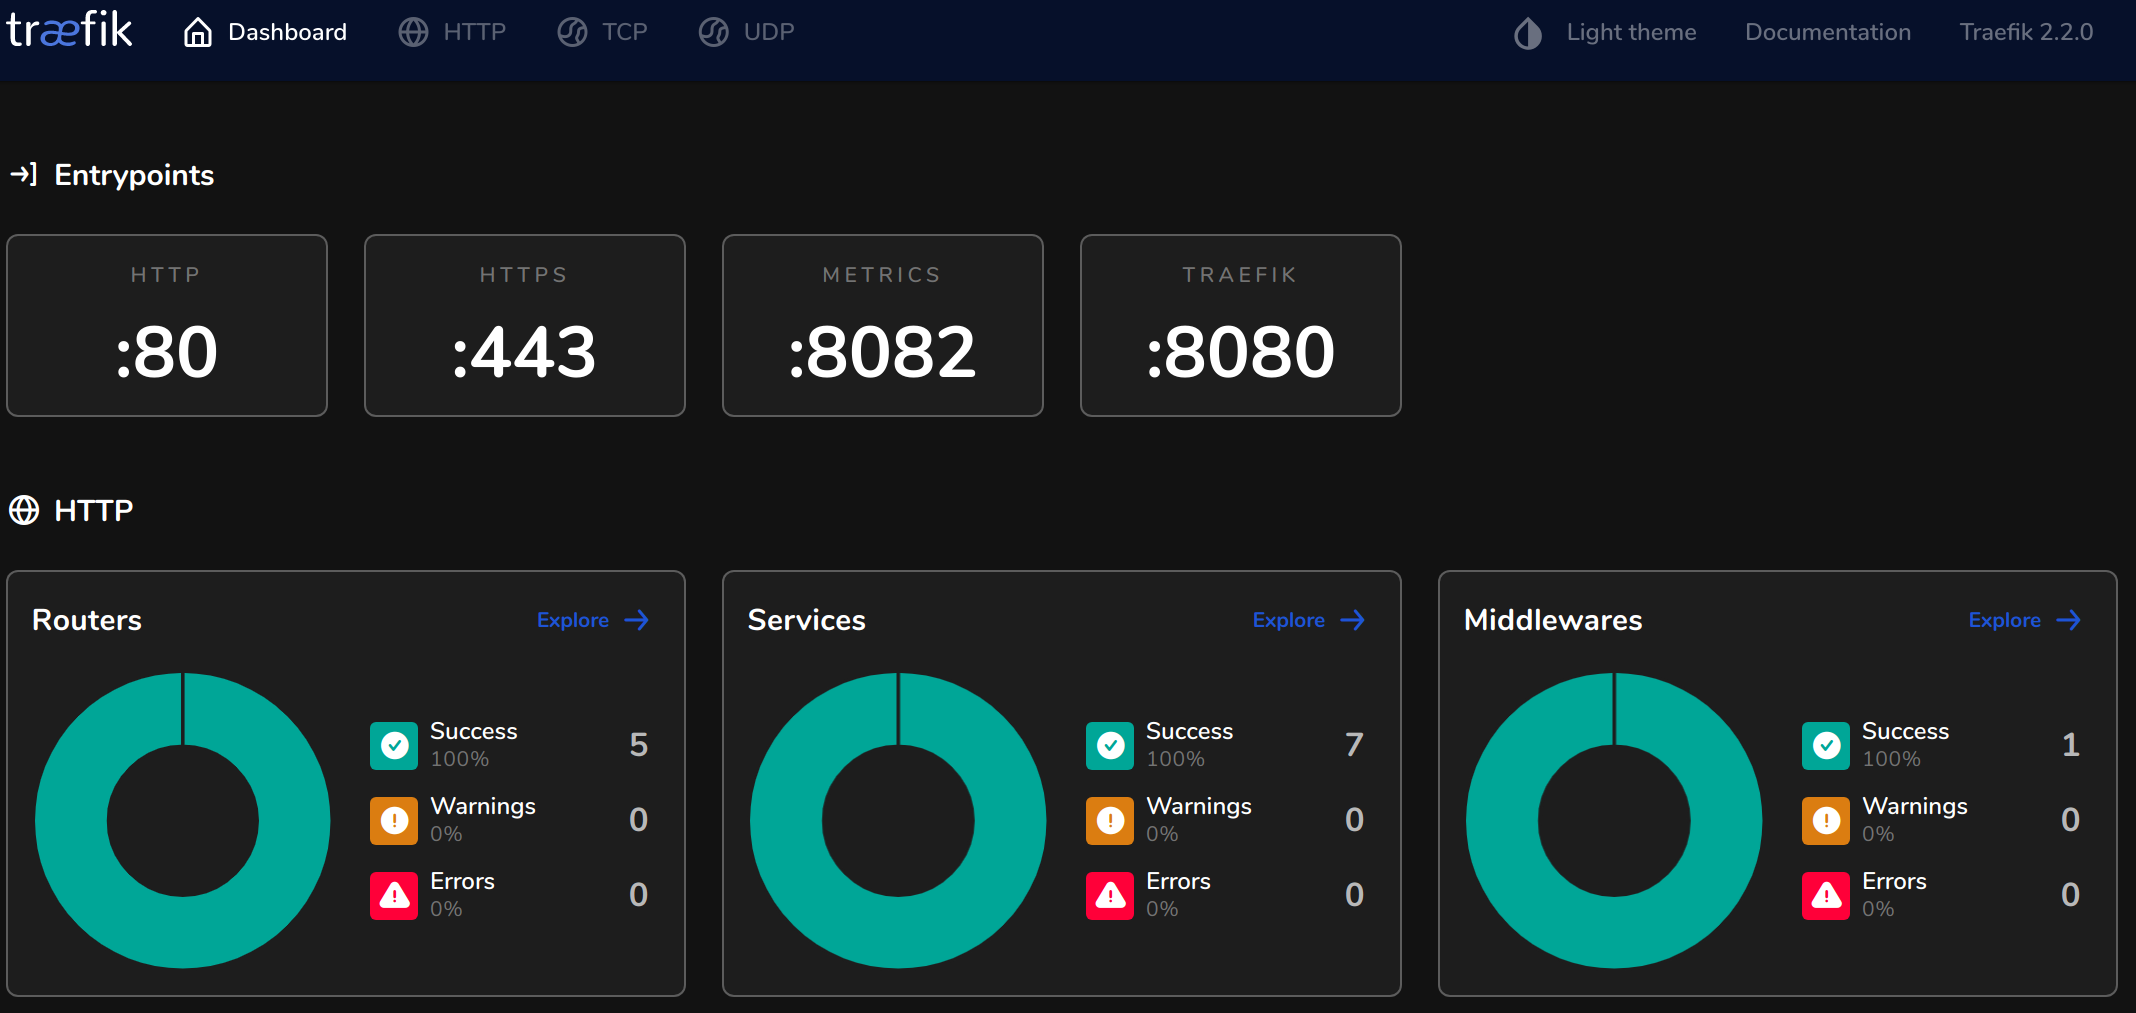 træfik Dashboard HTTP TCP UDP Light theme Documentation Traefik 2.2.0
Entrypoints
HTTP HTTPS METRICS TRAEFIK
:80 :443 :8082 :8080
HTTP
Routers Explore
Success 5
100%
Warnings 0
0%
Errors 0
0%
Services Explore
Success 7
100%
Warnings 0
0%
Errors 0
0%
Middlewares Explore
Success 1
100%
Warnings 0
0%
Errors 0
0%